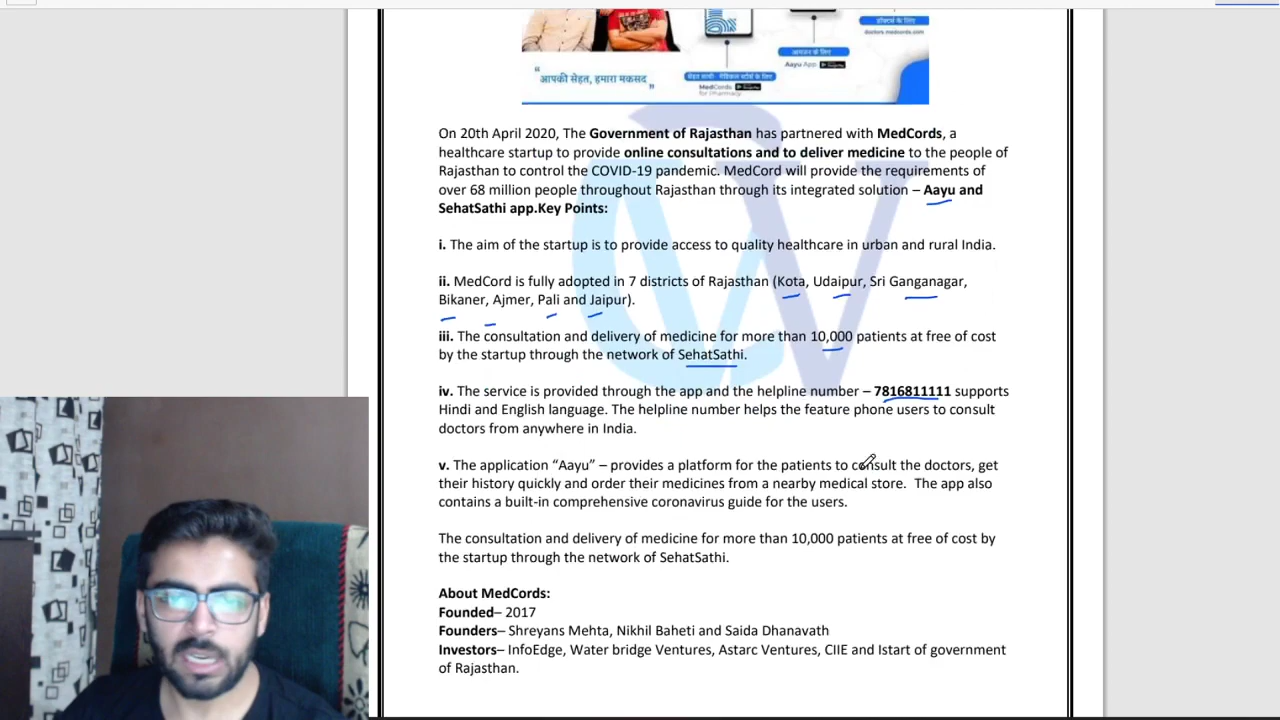 डॉक्टर्स के लिए
doctors.medcords.com
आमजन के लिए
Aayu App
“आपकी सेहत, हमारा मकसद”
सेहत साथी - मेडिकल स्टोर्स के लिए
MedCords
for Pharmacy
On 20th April 2020, The Government of Rajasthan has partnered with MedCords, a
healthcare startup to provide online consultations and to deliver medicine to the people of
Rajasthan to control the COVID-19 pandemic. MedCord will provide the requirements of
over 68 million people throughout Rajasthan through its integrated solution – Aayu and
SehatSathi app.Key Points:
i. The aim of the startup is to provide access to quality healthcare in urban and rural India.
ii. MedCord is fully adopted in 7 districts of Rajasthan (Kota, Udaipur, Sri Ganganagar,
Bikaner, Ajmer, Pali and Jaipur).
iii. The consultation and delivery of medicine for more than 10,000 patients at free of cost
by the startup through the network of SehatSathi.
iv. The service is provided through the app and the helpline number – 7816811111 supports
Hindi and English language. The helpline number helps the feature phone users to consult
doctors from anywhere in India.
v. The application “Aayu” – provides a platform for the patients to consult the doctors, get
their history quickly and order their medicines from a nearby medical store. The app also
contains a built-in comprehensive coronavirus guide for the users.
The consultation and delivery of medicine for more than 10,000 patients at free of cost by
the startup through the network of SehatSathi.
About MedCords:
Founded– 2017
Founders– Shreyans Mehta, Nikhil Baheti and Saida Dhanavath
Investors– InfoEdge, Water bridge Ventures, Astarc Ventures, CIIE and Istart of government
of Rajasthan.